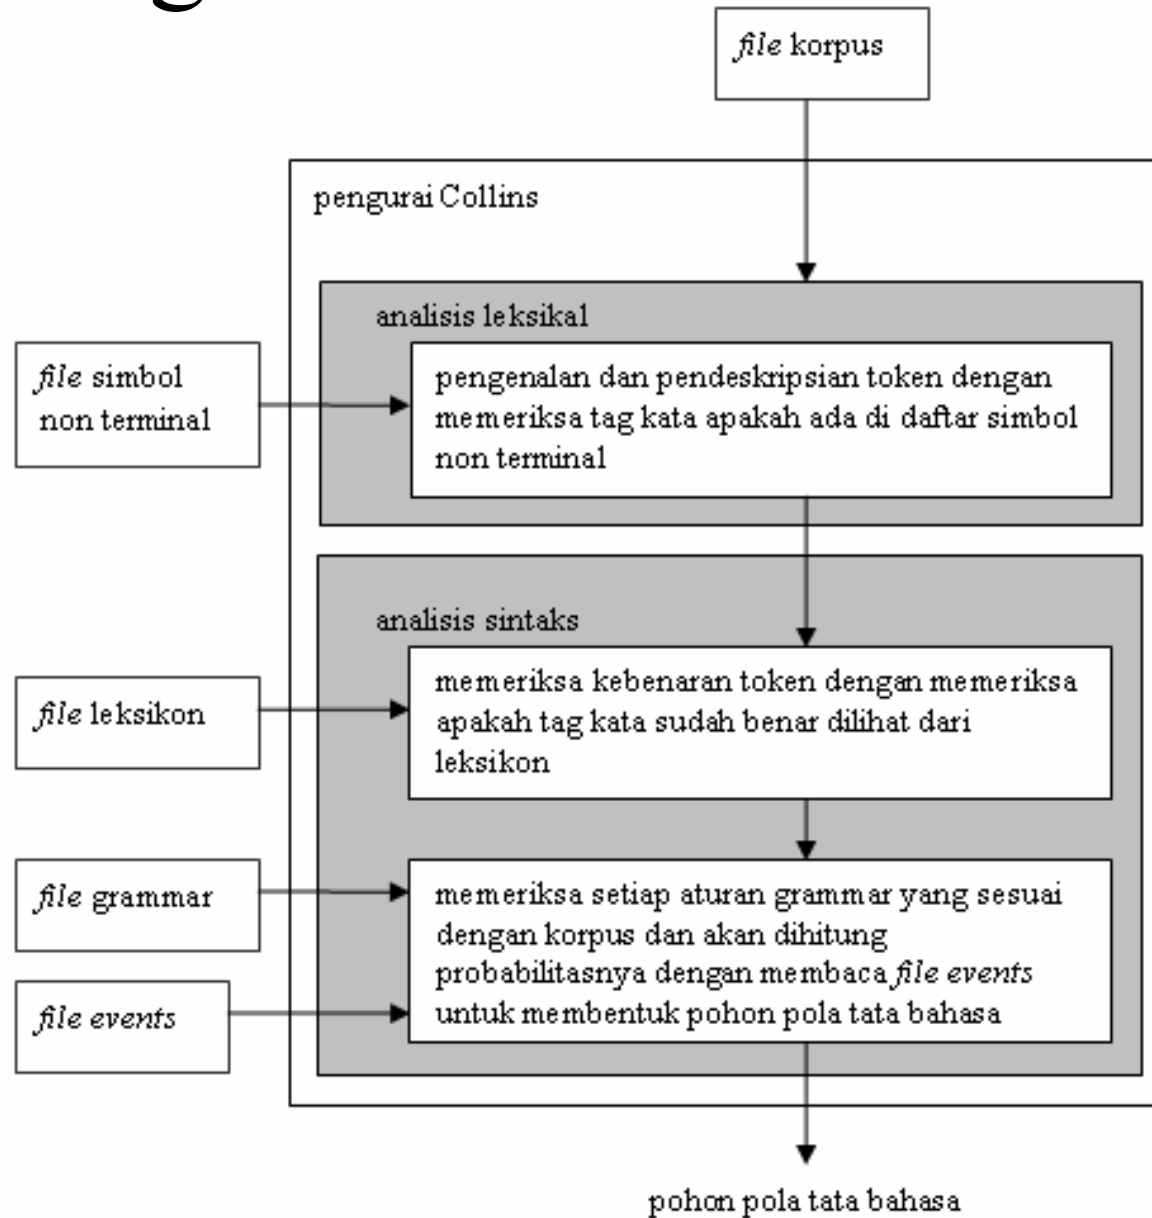 file korpus
pengurai Collins
analisis leksikal
file simbol
non terminal
pengenalan dan pendeskripsian token dengan
memeriksa tag kata apakah ada di daftar simbol
non terminal
analisis sintaks
file leksikon
memeriksa kebenaran token dengan memeriksa
apakah tag kata sudah benar dilihat dari
leksikon
file grammar
memeriksa setiap aturan grammar yang sesuai
dengan korpus dan akan dihitung
probabilitasnya dengan membaca file events
untuk membentuk pohon pola tata bahasa
file events
pohon pola tata bahasa